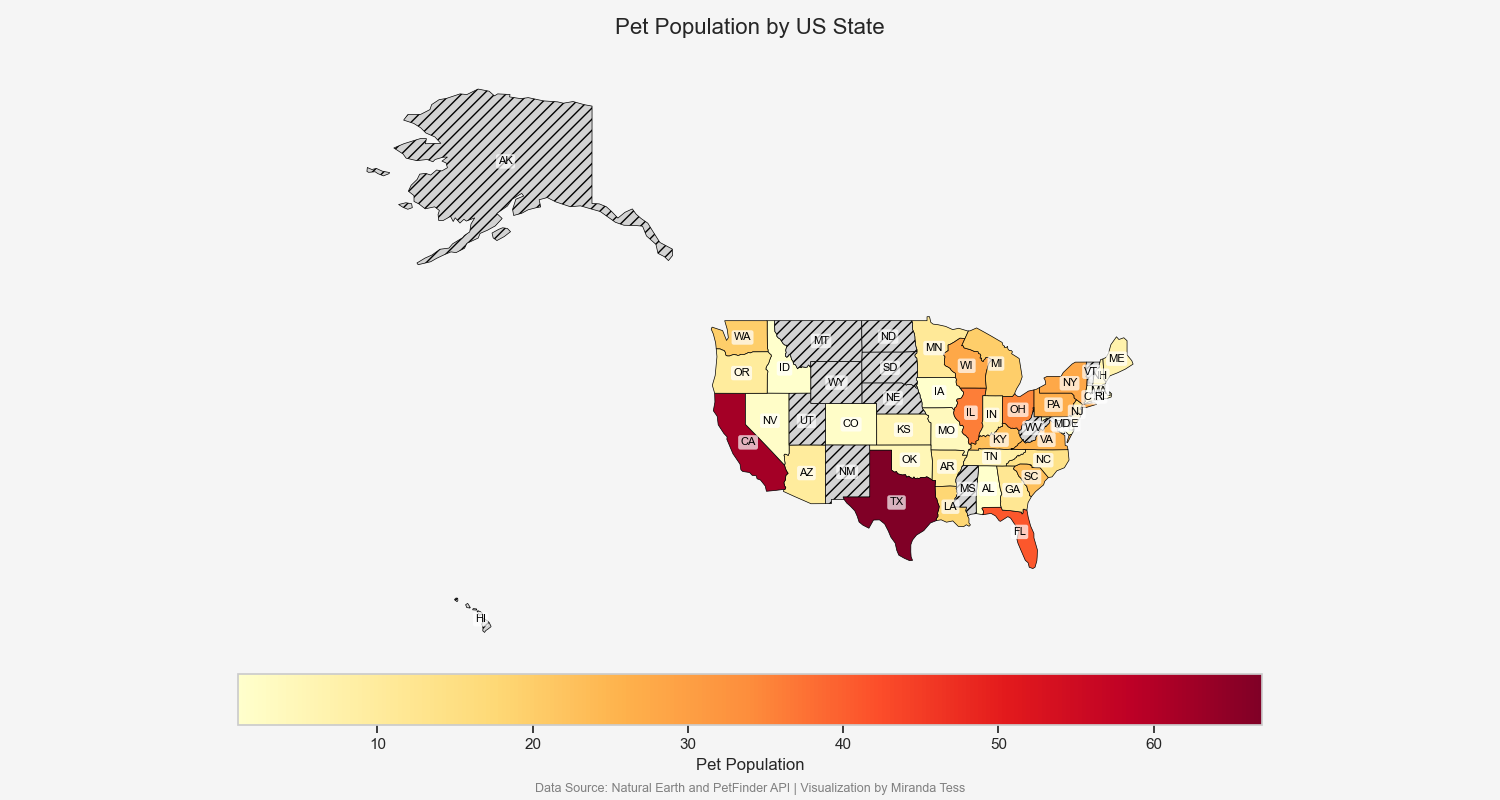 Pet Population by US State
AK
WA
MT
ND
MN
ME
OR
ID
SD
WI
MI
VT
NH
WY
NE
IA
NY
MA
RI
NV
UT
CO
KS
MO
IL
IN
OH
PA
NJ
CA
KY
WV
VA
MD
DE
AZ
NM
OK
AR
TN
NC
SC
TX
LA
MS
AL
GA
FL
HI
10 20 30 40 50 60
Pet Population
Data Source: Natural Earth and PetFinder API | Visualization by Miranda Tess